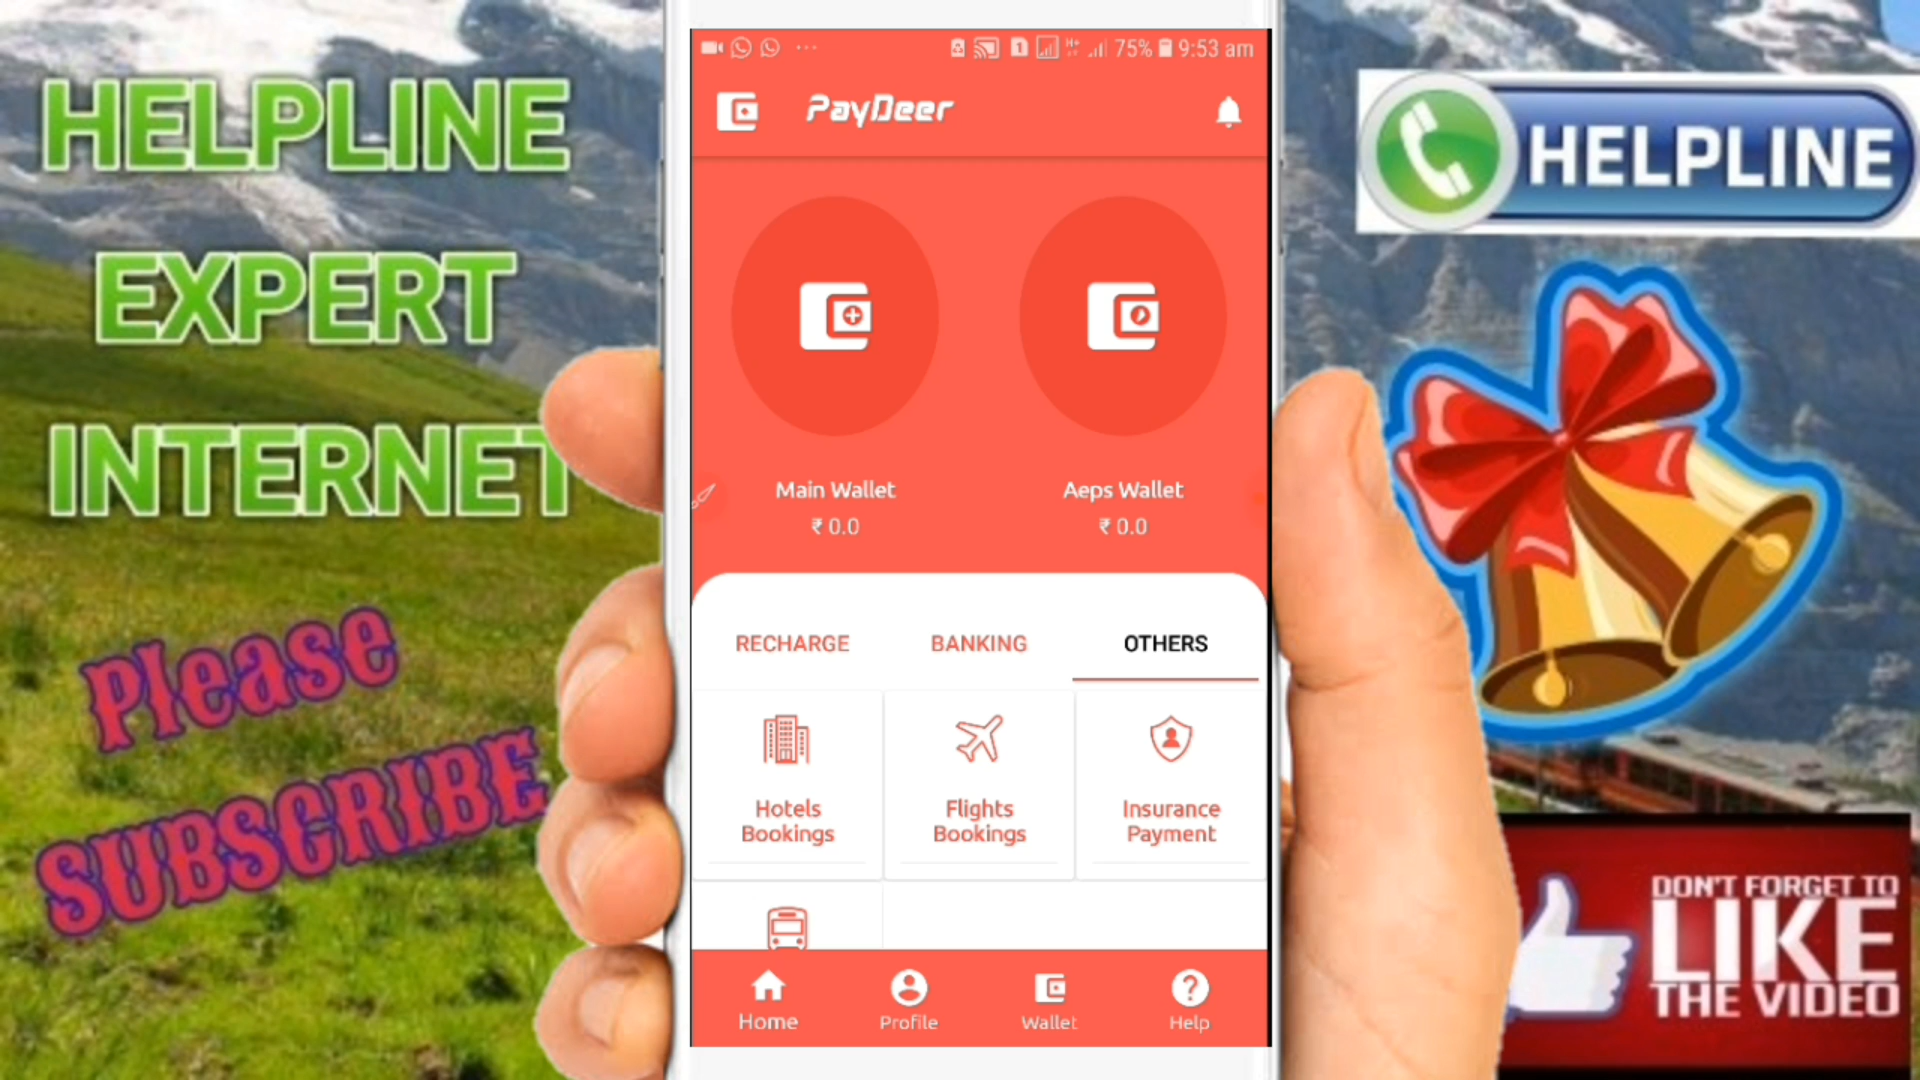 HELPLINE
EXPERT
INTERNET
Please
SUBSCRIBE
75% 9:53 am
PayDeer
Main Wallet
₹ 0.0
Aeps Wallet
₹ 0.0
RECHARGE
BANKING
OTHERS
Hotels
Bookings
Flights
Bookings
Insurance
Payment
Home
Profile
Wallet
Help
HELPLINE
DON'T FORGET TO
LIKE
THE VIDEO